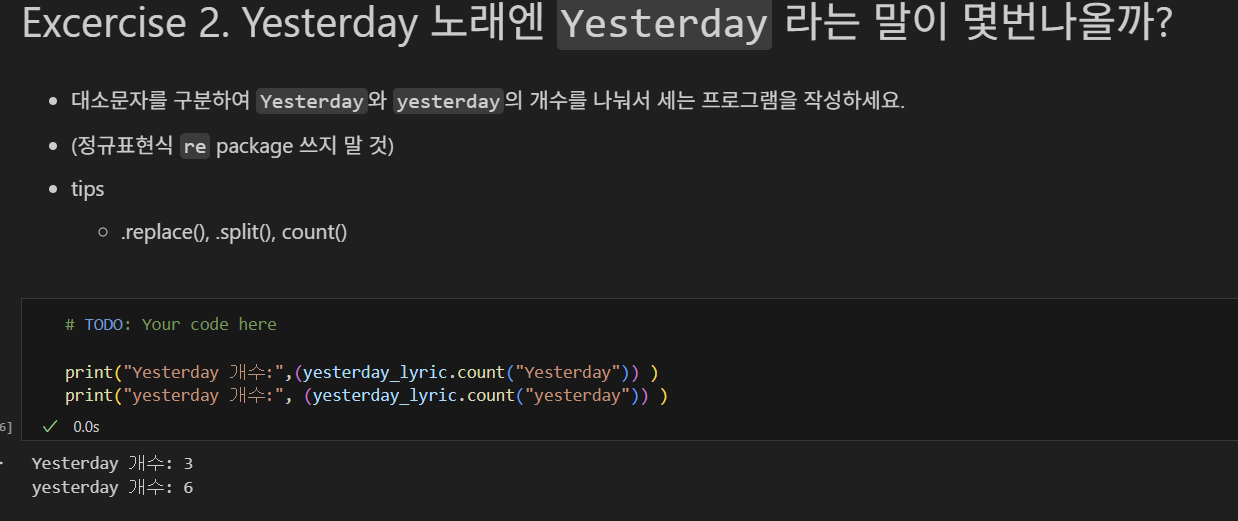 Excercise 2. Yesterday 노래엔 Yesterday 라는 말이 몇번나올까?
대소문자를 구분하여 Yesterday와 yesterday의 개수를 나눠서 세는 프로그램을 작성하세요.
(정규표현식 re package 쓰지 말 것)
tips
.replace(), .split(), count()
# TODO: Your code here
print("Yesterday 개수:",(yesterday_lyric.count("Yesterday")) )
print("yesterday 개수:", (yesterday_lyric.count("yesterday")) )
6]
0.0s
Yesterday 개수: 3
yesterday 개수: 6